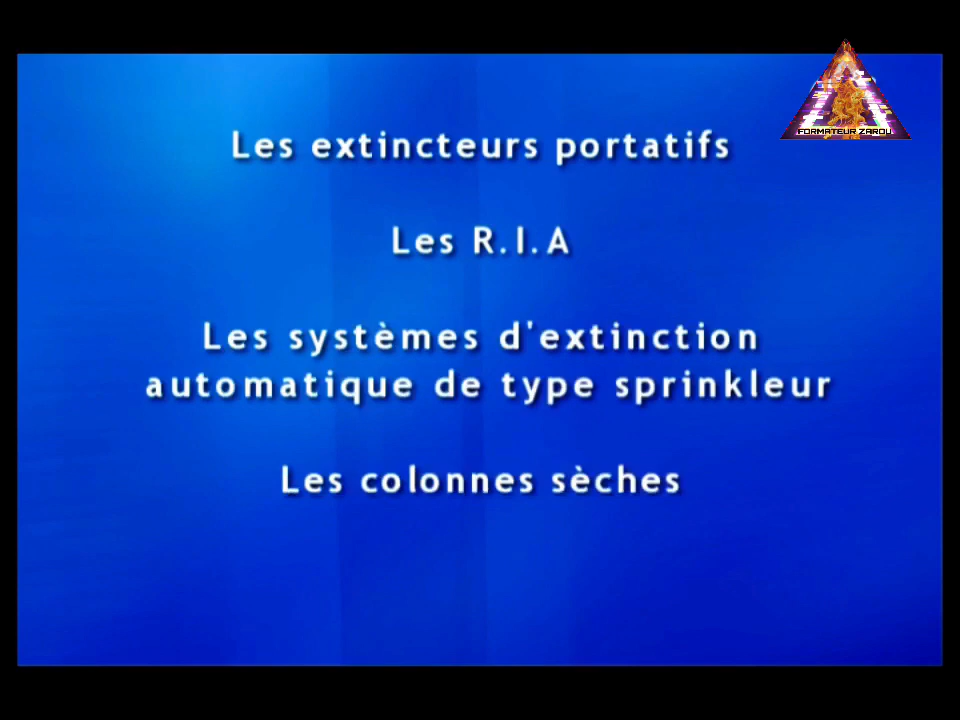 Les extincteurs portatifs
FORMATEUR ZAROU
Les R.I.A
Les systèmes d'extinction
automatique de type sprinkleur
Les colonnes sèches